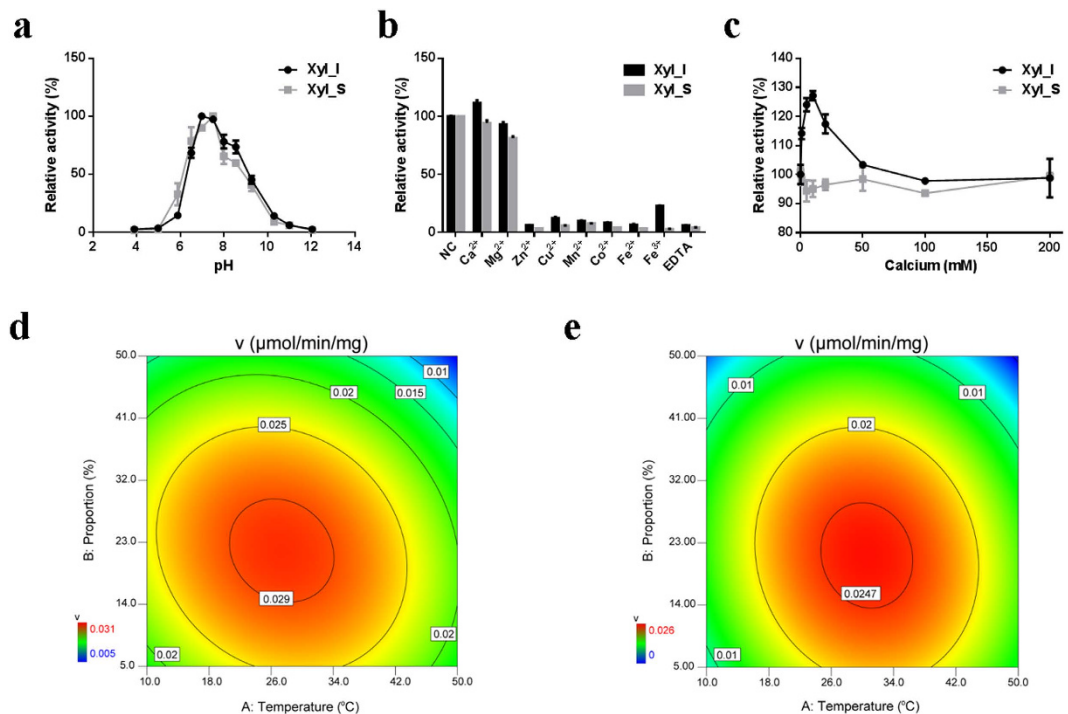 a
Relative activity (%)
150
100
50
0
2
4
6
8
10
12
14
pH
Xyl_I
Xyl_S
b
Relative activity (%)
150
100
50
0
NC
Ca2+
Mg2+
Zn2+
Cu2+
Mn2+
Co2+
Fe2+
Fe3+
EDTA
Xyl_I
Xyl_S
c
Relative activity (%)
140
130
120
110
100
90
80
0
50
100
150
200
Calcium (mM)
Xyl_I
Xyl_S
d
v (µmol/min/mg)
B: Proportion (%)
50.0
41.0
32.0
23.0
14.0
5.0
0.01
0.015
0.02
0.025
0.029
0.02
0.02
v
0.031
0.005
10.0
18.0
26.0
34.0
42.0
50.0
A: Temperature (°C)
e
v (µmol/min/mg)
B: Proportion (%)
50.00
41.00
32.00
23.00
14.00
5.00
0.01
0.01
0.02
0.0247
0.01
v
0.026
0
10.0
18.0
26.0
34.0
42.0
50.0
A: Temperature (°C)